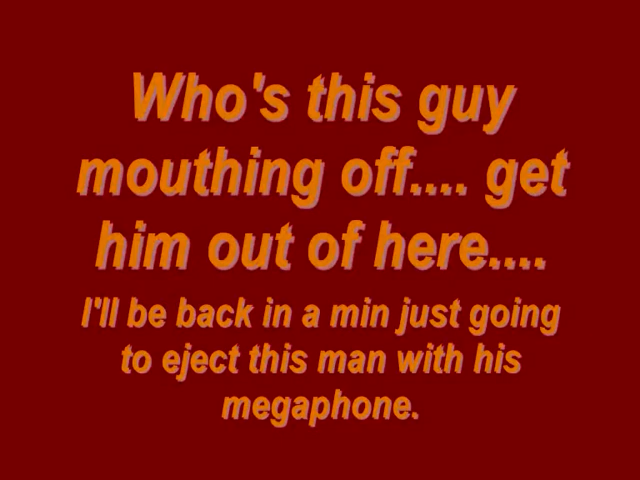 Who's this guy
mouthing off.... get
him out of here....
I'll be back in a min just going
to eject this man with his
megaphone.